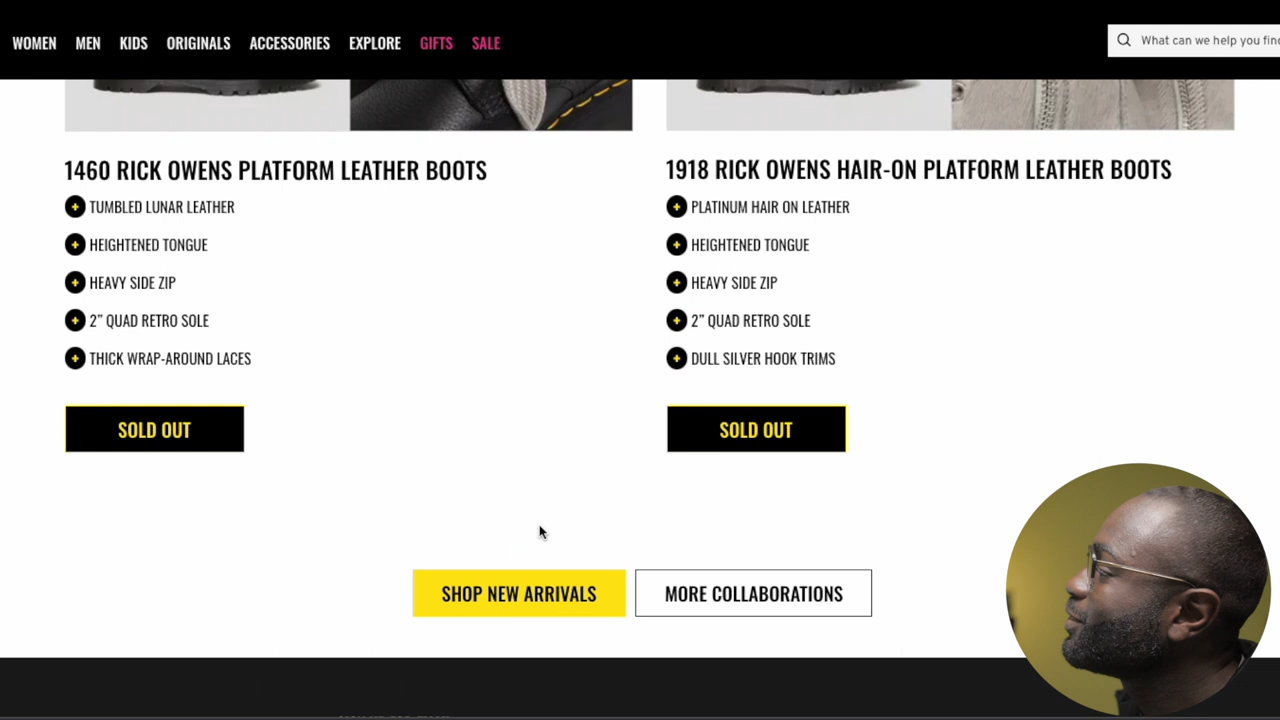 WOMEN MEN KIDS ORIGINALS ACCESSORIES EXPLORE GIFTS SALE
What can we help you find
1460 RICK OWENS PLATFORM LEATHER BOOTS
TUMBLED LUNAR LEATHER
HEIGHTENED TONGUE
HEAVY SIDE ZIP
2” QUAD RETRO SOLE
THICK WRAP-AROUND LACES
SOLD OUT
1918 RICK OWENS HAIR-ON PLATFORM LEATHER BOOTS
PLATINUM HAIR ON LEATHER
HEIGHTENED TONGUE
HEAVY SIDE ZIP
2” QUAD RETRO SOLE
DULL SILVER HOOK TRIMS
SOLD OUT
SHOP NEW ARRIVALS
MORE COLLABORATIONS